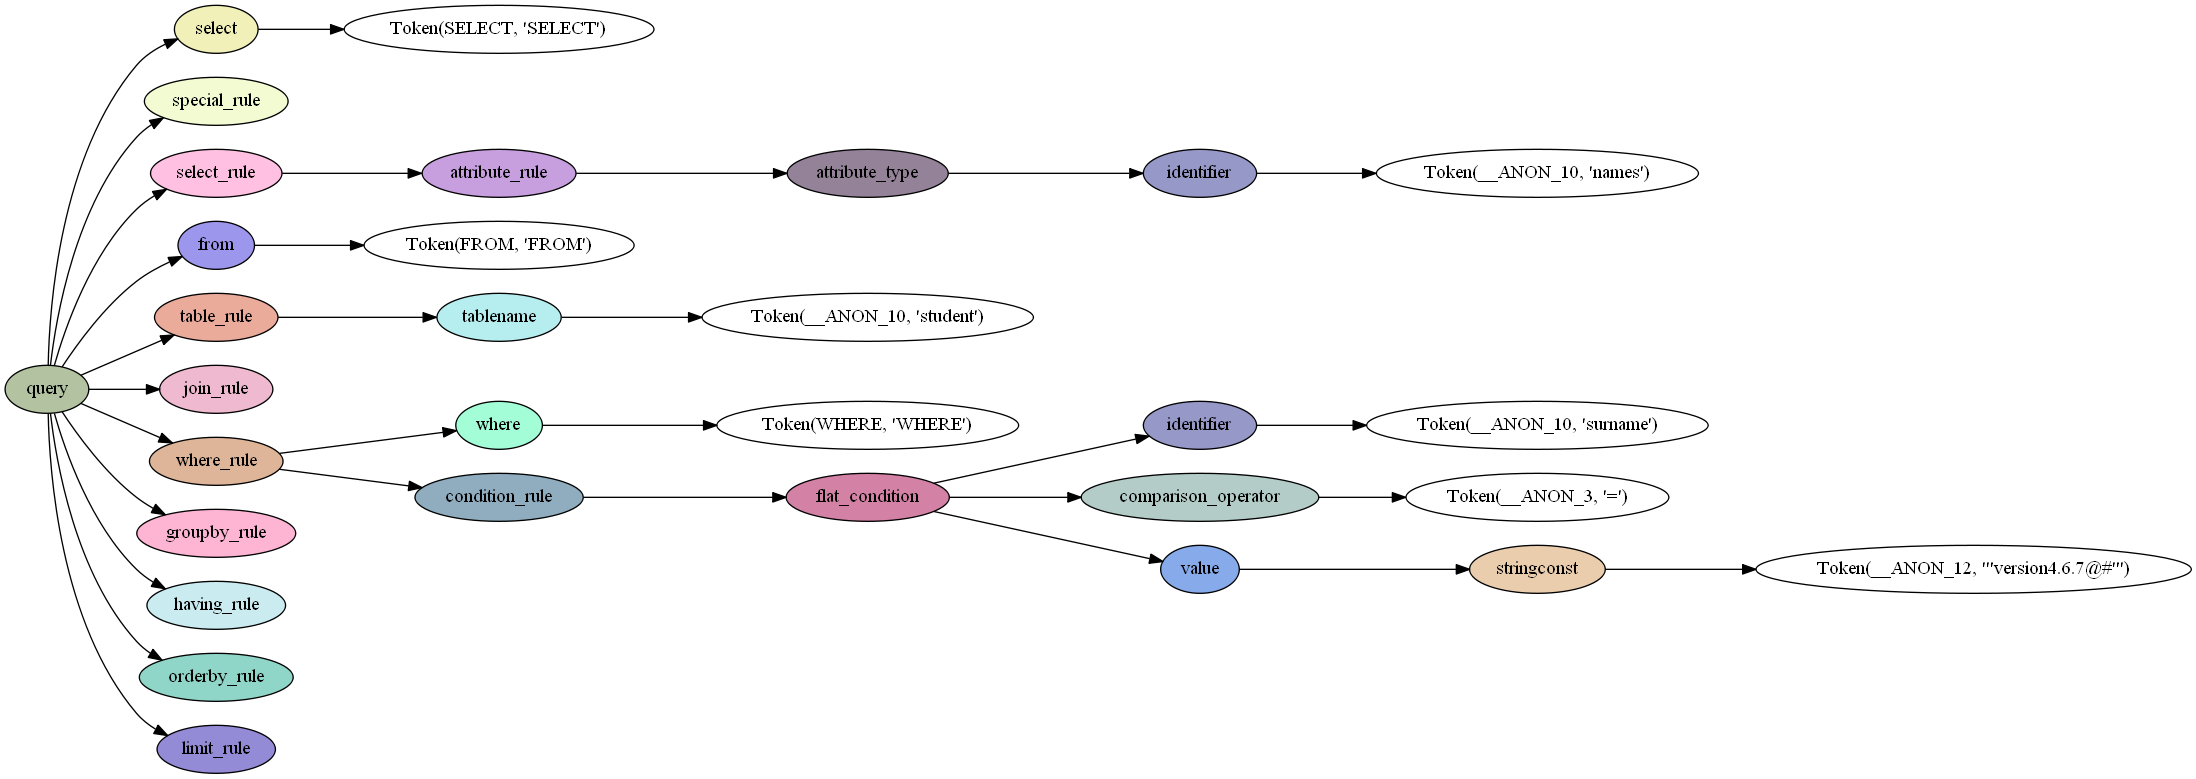 select
Token(SELECT, 'SELECT')
special_rule
select_rule
attribute_rule
attribute_type
identifier
Token(__ANON_10, 'names')
from
Token(FROM, 'FROM')
table_rule
tablename
Token(__ANON_10, 'student')
query
join_rule
where
Token(WHERE, 'WHERE')
identifier
Token(__ANON_10, 'surname')
where_rule
condition_rule
flat_condition
comparison_operator
Token(__ANON_3, '=')
groupby_rule
value
stringconst
Token(__ANON_12, '"version4.6.7@#"')
having_rule
orderby_rule
limit_rule